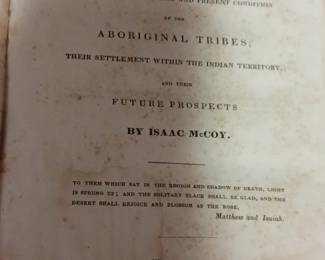 AND PRESENT CONDITION
OF THE
ABORIGINAL TRIBES;
THEIR SETTLEMENT WITHIN THE INDIAN TERRITORY,
AND THEIR
FUTURE PROSPECTS
BY ISAAC McCOY.
TO THEM WHICH SAT IN THE REGION AND SHADOW OF DEATH, LIGHT
IS SPRUNG UP; AND THE SOLITARY PLACE SHALL BE GLAD, AND THE
DESERT SHALL REJOICE AND BLOSSOM AS THE ROSE.
Matthew and Isaiah.